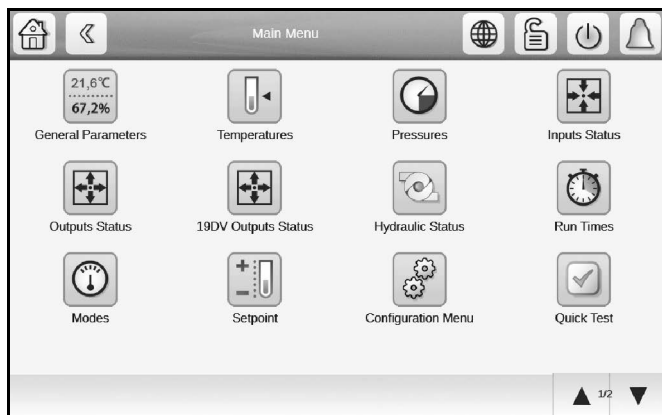 Main Menu
21,6°C
67,2%
General Parameters
Temperatures
Pressures
Inputs Status
Outputs Status
19DV Outputs Status
Hydraulic Status
Run Times
Modes
Setpoint
Configuration Menu
Quick Test
1/2